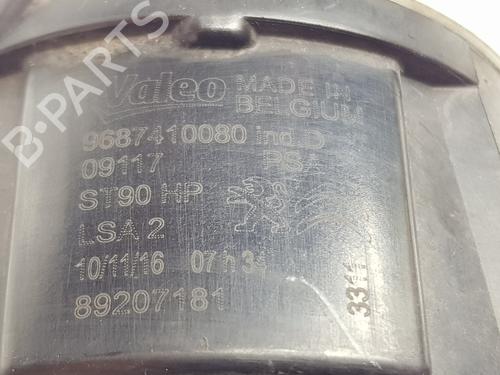 Valeo MADE IN
BELGIUM
9687410080 ind.D
09117 PSA
ST90 HP
LSA 2
10/11/16 07 h 34
89207181
3311
B-PARTS